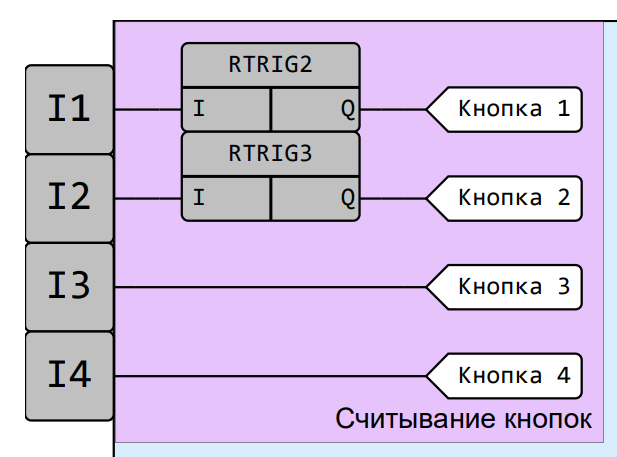 RTRIG2
I1 I Q Кнопка 1
RTRIG3
I2 I Q Кнопка 2
I3 Кнопка 3
I4 Кнопка 4
Считывание кнопок